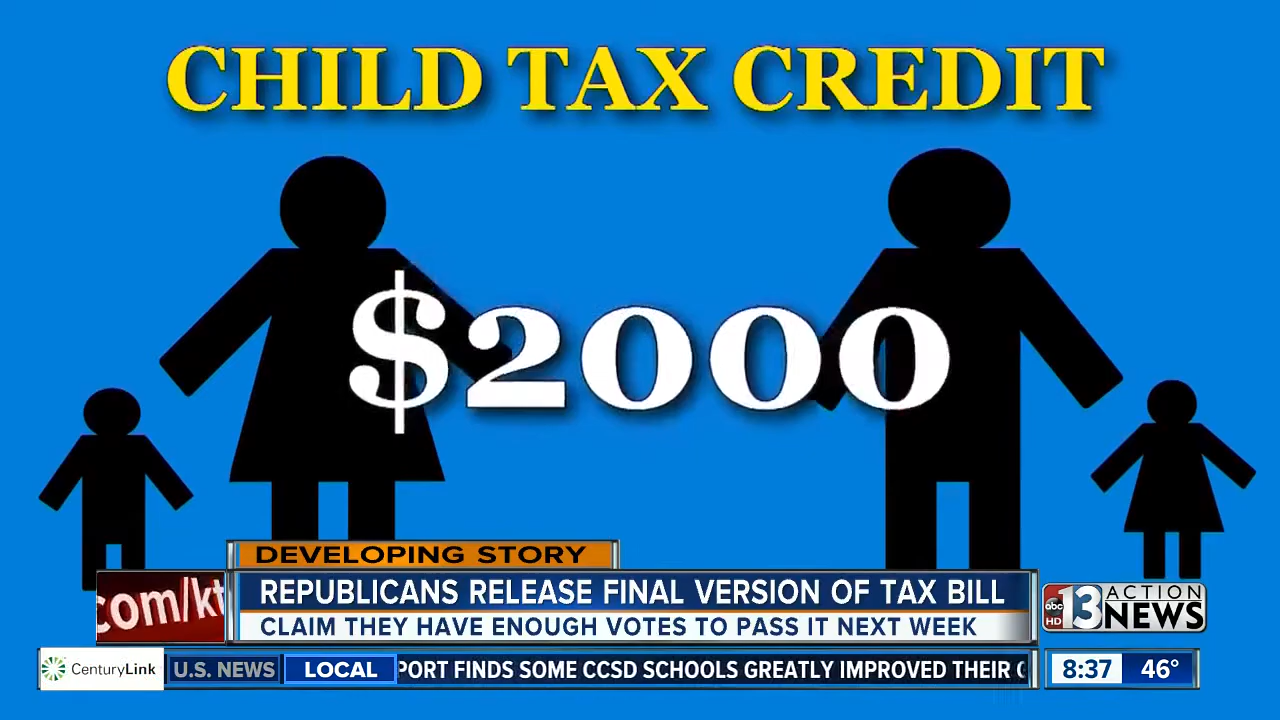 CHILD TAX CREDIT
$2000
DEVELOPING STORY
com/kt
REPUBLICANS RELEASE FINAL VERSION OF TAX BILL
CLAIM THEY HAVE ENOUGH VOTES TO PASS IT NEXT WEEK
abc HD 13 ACTION NEWS
CenturyLink U.S. NEWS LOCAL PORT FINDS SOME CCSD SCHOOLS GREATLY IMPROVED THEIR 8:37 46°